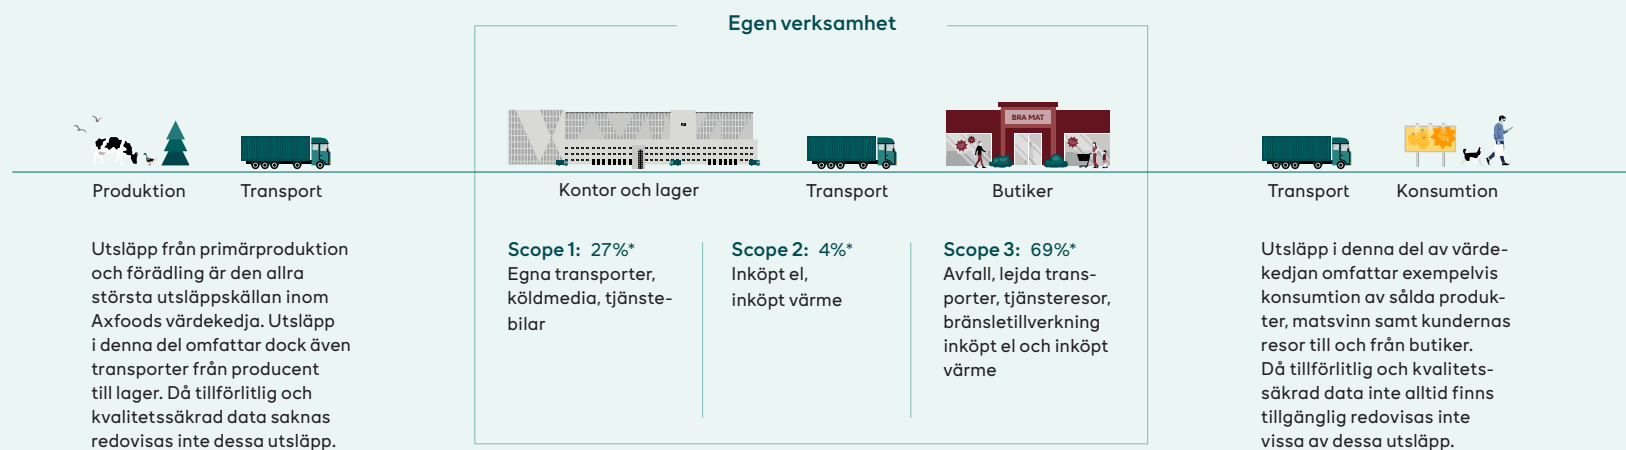 Egen verksamhet
BRA MAT
Produktion
Transport
Kontor och lager
Transport
Butiker
Transport
Konsumtion
Utsläpp från primärproduktion
och förädling är den allra
största utsläppskällan inom
Axfoods värdekedja. Utsläpp
i denna del omfattar dock även
transporter från producent
till lager. Då tillförlitlig och
kvalitetssäkrad data saknas
redovisas inte dessa utsläpp.
Scope 1: 27%*
Egna transporter,
köldmedia, tjänste-
bilar
Scope 2: 4%*
Inköpt el,
inköpt värme
Scope 3: 69%*
Avfall, lejda trans-
porter, tjänsteresor,
bränsletillverkning
inköpt el och inköpt
värme
Utsläpp i denna del av värde-
kedjan omfattar exempelvis
konsumtion av sålda produk-
ter, matsvinn samt kundernas
resor till och från butiker.
Då tillförlitlig och kvalitets-
säkrad data inte alltid finns
tillgänglig redovisas inte
vissa av dessa utsläpp.